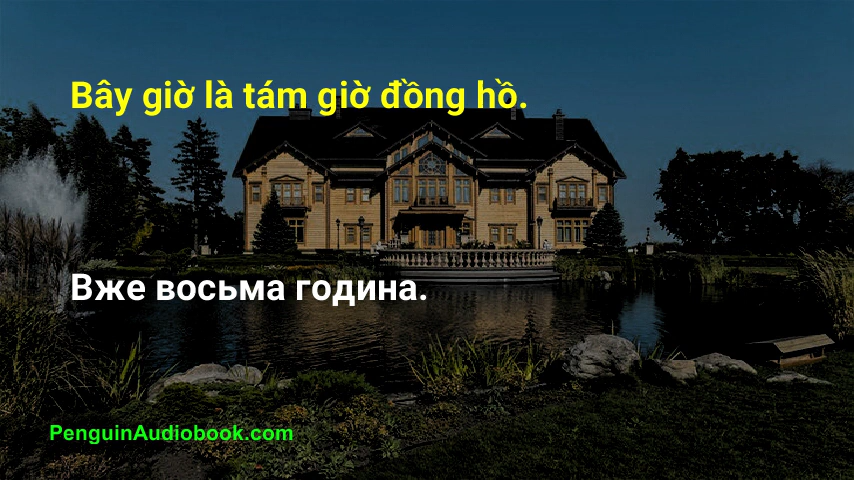 Bây giờ là tám giờ đồng hồ.
Вже восьма година.
PenguinAudiobook.com